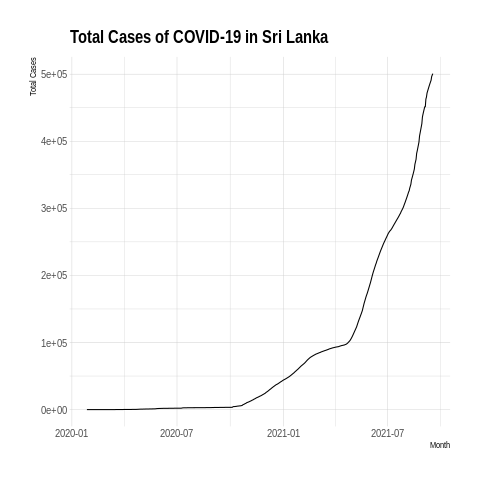 Total Cases of COVID-19 in Sri Lanka
Total Cases
5e+05
4e+05
3e+05
2e+05
1e+05
0e+00
2020-01 2020-07 2021-01 2021-07
Month